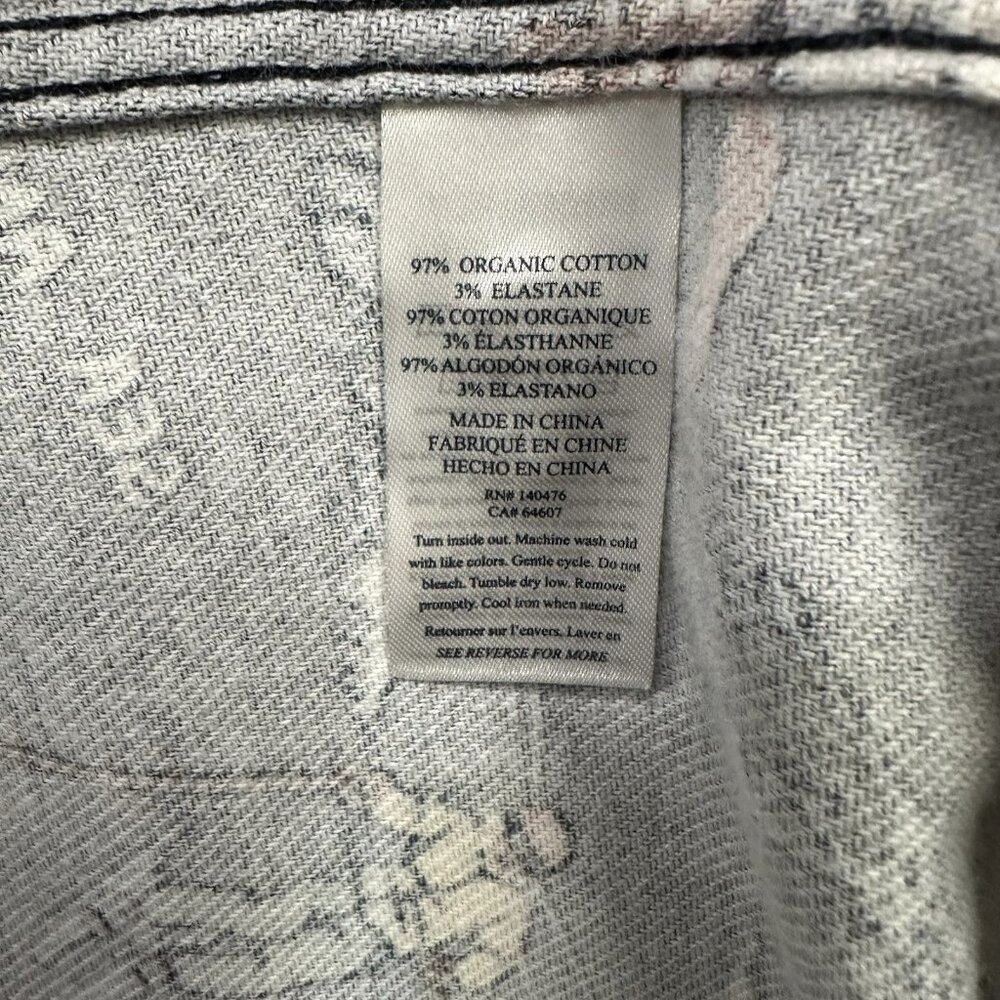 97% ORGANIC COTTON
3% ELASTANE
97% COTON ORGANIQUE
3% ÉLASTHANNE
97% ALGODÓN ORGÁNICO
3% ELASTANO
MADE IN CHINA
FABRIQUÉ EN CHINE
HECHO EN CHINA
RN# 140476
CA# 64607
Turn inside out. Machine wash cold
with like colors. Gentle cycle. Do not
bleach. Tumble dry low. Remove
promptly. Cool iron when needed.
Retourner sur l'envers. Laver en
SEE REVERSE FOR MORE